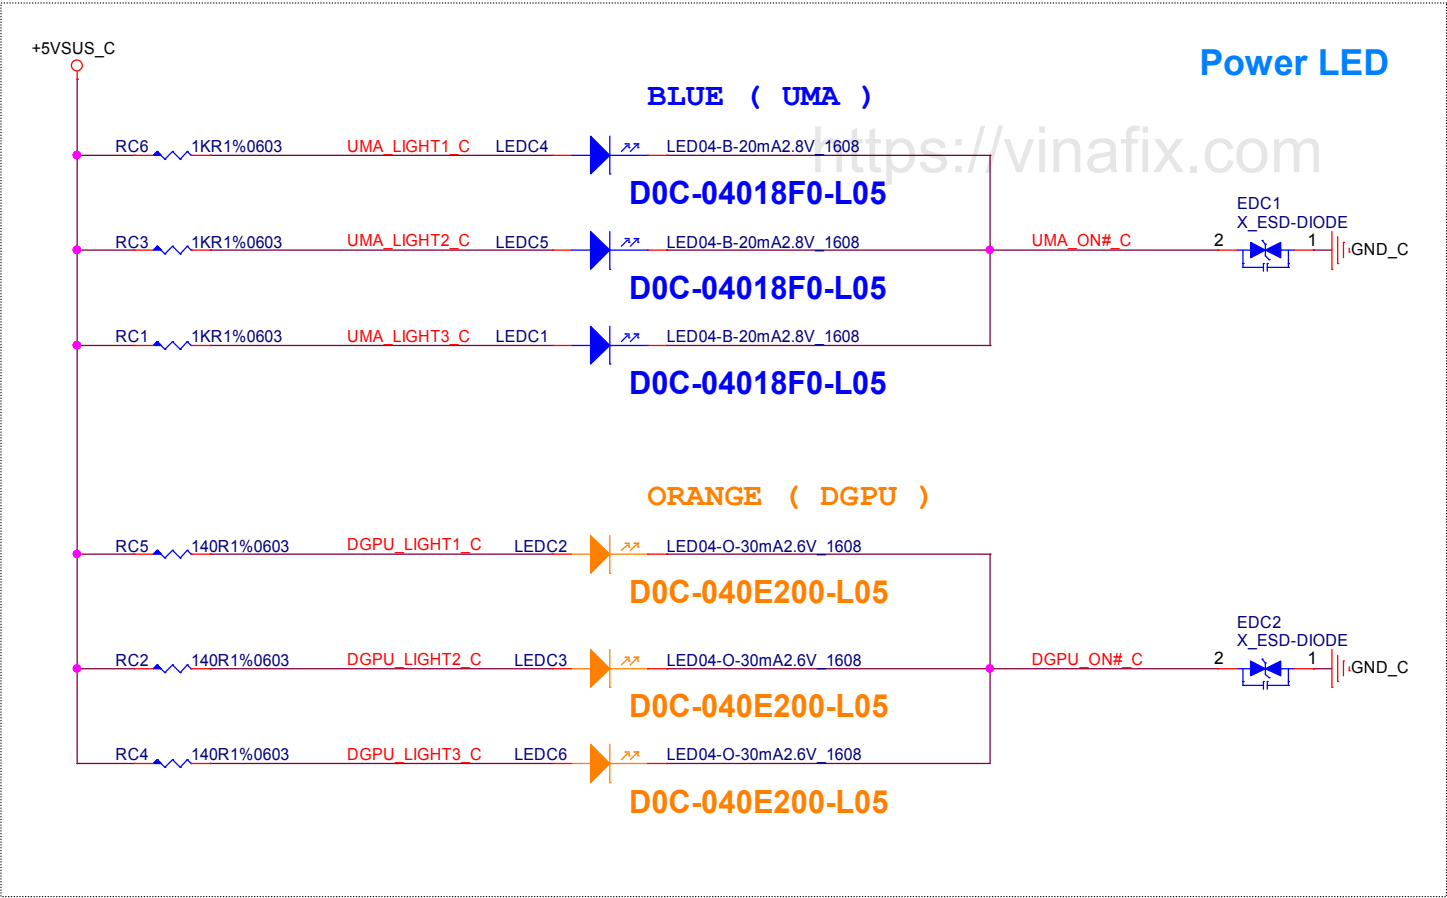 +5VSUS_C
Power LED
BLUE ( UMA )
https://vinafix.com
RC6 1KR1%0603 UMA_LIGHT1_C LEDC4 LED04-B-20mA2.8V_1608
D0C-04018F0-L05
EDC1
X_ESD-DIODE
RC3 1KR1%0603 UMA_LIGHT2_C LEDC5 LED04-B-20mA2.8V_1608 UMA_ON#_C 2 1 GND_C
D0C-04018F0-L05
RC1 1KR1%0603 UMA_LIGHT3_C LEDC1 LED04-B-20mA2.8V_1608
D0C-04018F0-L05
ORANGE ( DGPU )
RC5 140R1%0603 DGPU_LIGHT1_C LEDC2 LED04-O-30mA2.6V_1608
D0C-040E200-L05
EDC2
X_ESD-DIODE
RC2 140R1%0603 DGPU_LIGHT2_C LEDC3 LED04-O-30mA2.6V_1608 DGPU_ON#_C 2 1 GND_C
D0C-040E200-L05
RC4 140R1%0603 DGPU_LIGHT3_C LEDC6 LED04-O-30mA2.6V_1608
D0C-040E200-L05